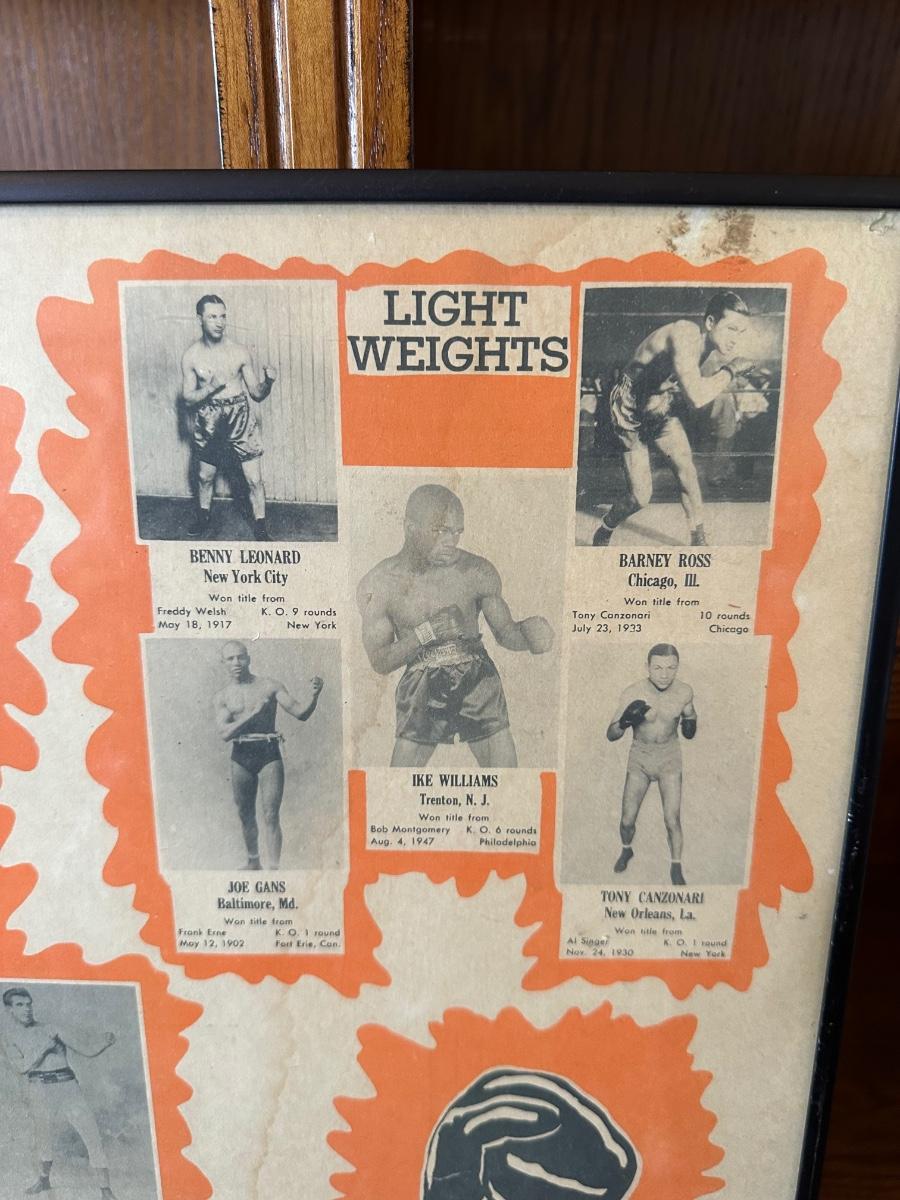 LIGHT
WEIGHTS
BENNY LEONARD
New York City
Won title from
Freddy Welsh K. O. 9 rounds
May 18, 1917 New York
BARNEY ROSS
Chicago, Ill.
Won title from
Tony Canzonari 10 rounds
July 23, 1933 Chicago
IKE WILLIAMS
Trenton, N. J.
Won title from
Bob Montgomery K. O. 6 rounds
Aug. 4, 1947 Philadelphia
JOE GANS
Baltimore, Md.
Won title from
Frank Erne K. O. 1 round
May 12, 1902 Fort Erie, Can.
TONY CANZONARI
New Orleans, La.
Won title from
Al Singer K. O. 1 round
Nov. 24, 1930 New York